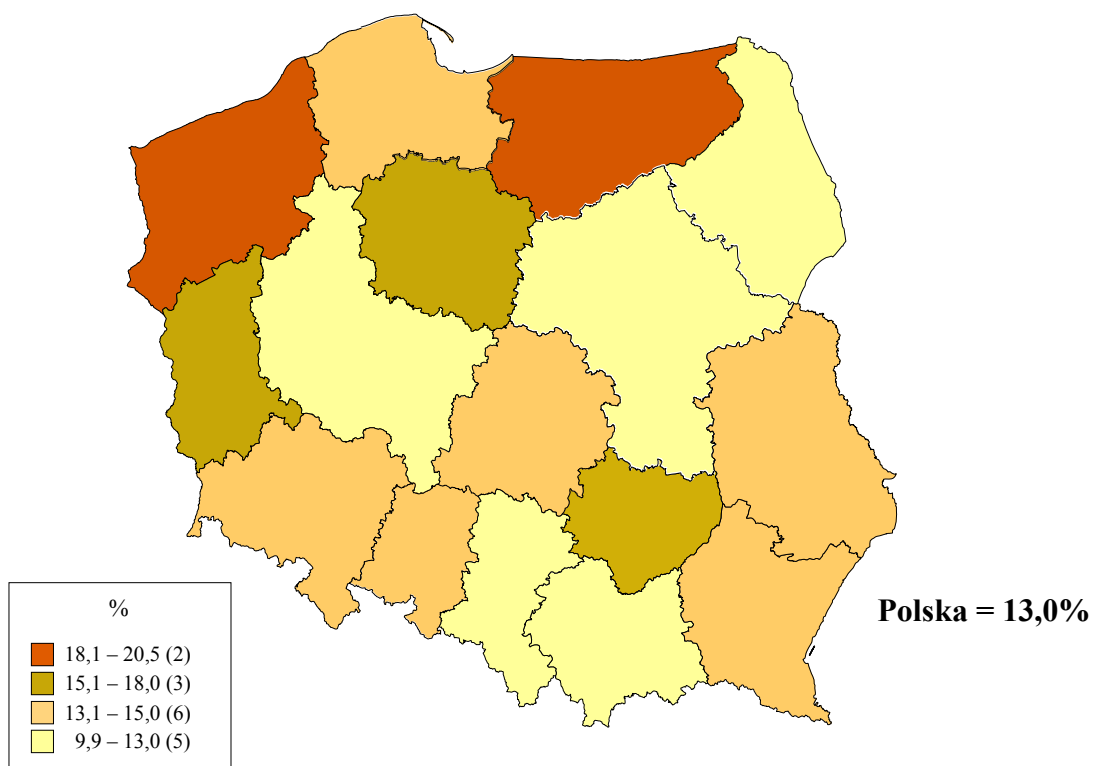 Polska = 13,0%
%
18,1 – 20,5 (2)
15,1 – 18,0 (3)
13,1 – 15,0 (6)
9,9 – 13,0 (5)